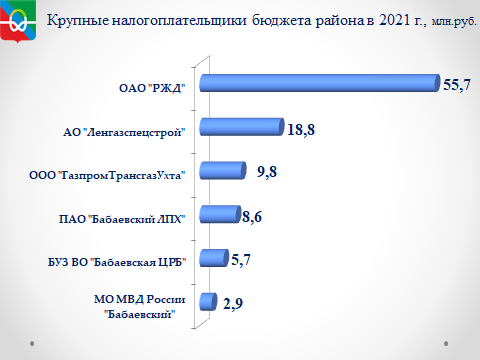 Крупные налогоплательщики бюджета района в 2021 г., млн.руб.
ОАО "РЖД" 55,7
АО "Ленгазспецстрой" 18,8
ООО "ГазпромТрансгазУхта" 9,8
ПАО "Бабаевский ЛПХ" 8,6
БУЗ ВО "Бабаевская ЦРБ" 5,7
МО МВД России
"Бабаевский" 2,9